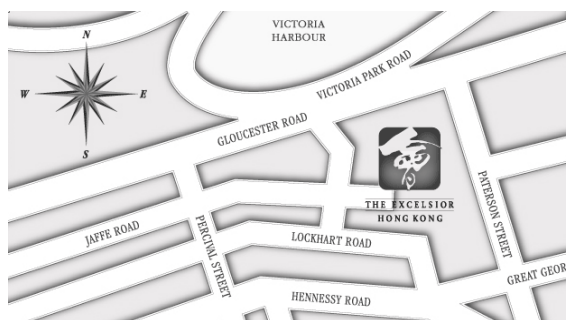 VICTORIA
HARBOUR
N
W
E
S
VICTORIA PARK ROAD
GLOUCESTER ROAD
THE EXCELSIOR
HONG KONG
PATERSON STREET
JAFFE ROAD
PERCIVAL STREET
LOCKHART ROAD
GREAT GEOR
HENNESSY ROAD